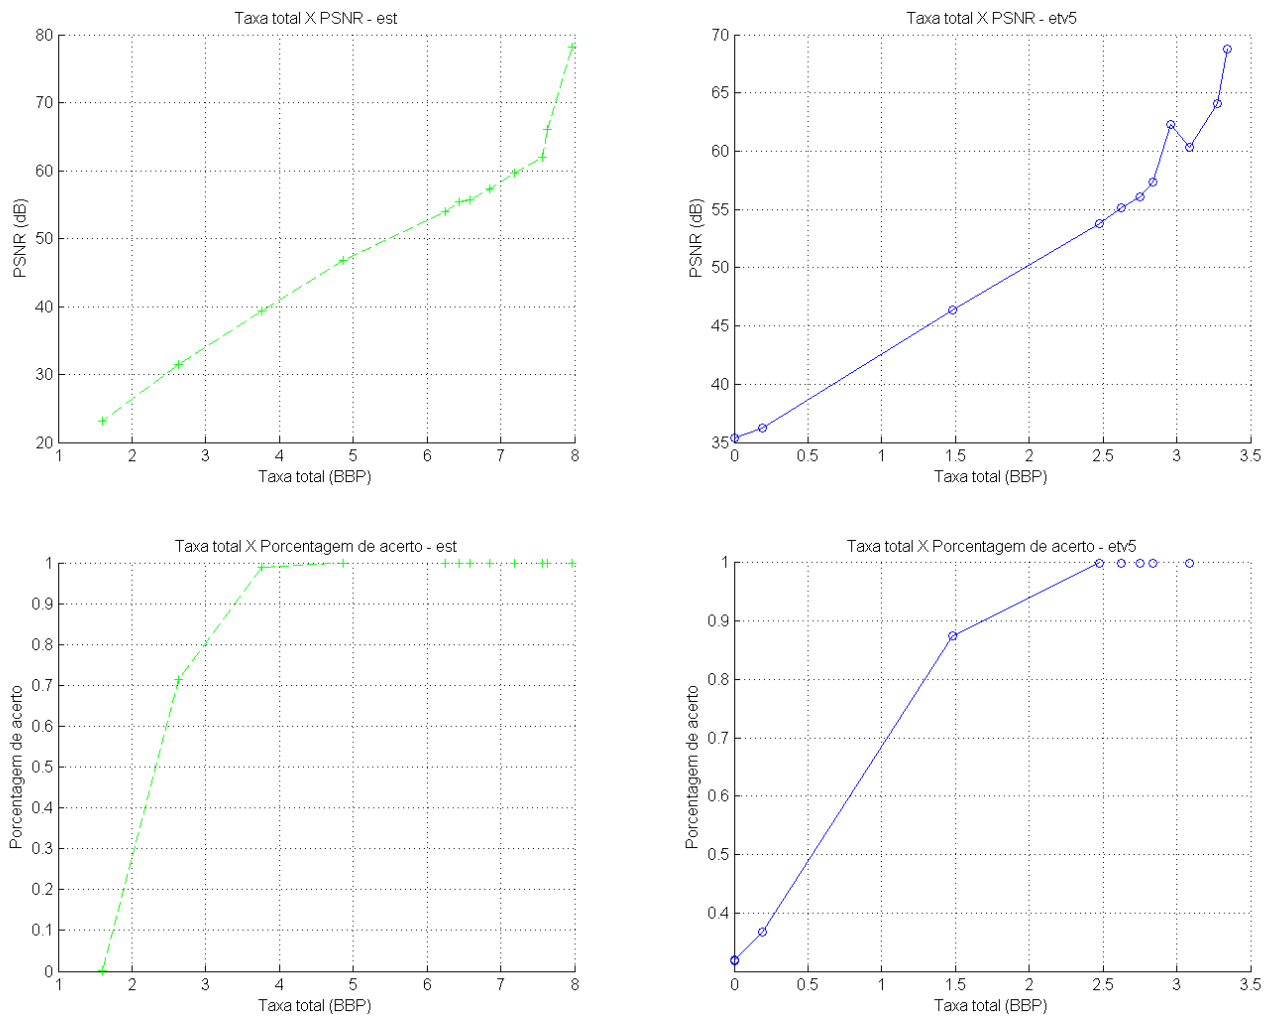 Taxa total X PSNR - est
80
70
60
50
40
30
20
PSNR (dB)
1 2 3 4 5 6 7 8
Taxa total (BBP)
Taxa total X PSNR - etv5
70
65
60
55
50
45
40
35
PSNR (dB)
0 0.5 1 1.5 2 2.5 3 3.5
Taxa total (BBP)
Taxa total X Porcentagem de acerto - est
1
0.9
0.8
0.7
0.6
0.5
0.4
0.3
0.2
0.1
0
Porcentagem de acerto
1 2 3 4 5 6 7 8
Taxa total (BBP)
Taxa total X Porcentagem de acerto - etv5
1
0.9
0.8
0.7
0.6
0.5
0.4
Porcentagem de acerto
0 0.5 1 1.5 2 2.5 3 3.5
Taxa total (BBP)